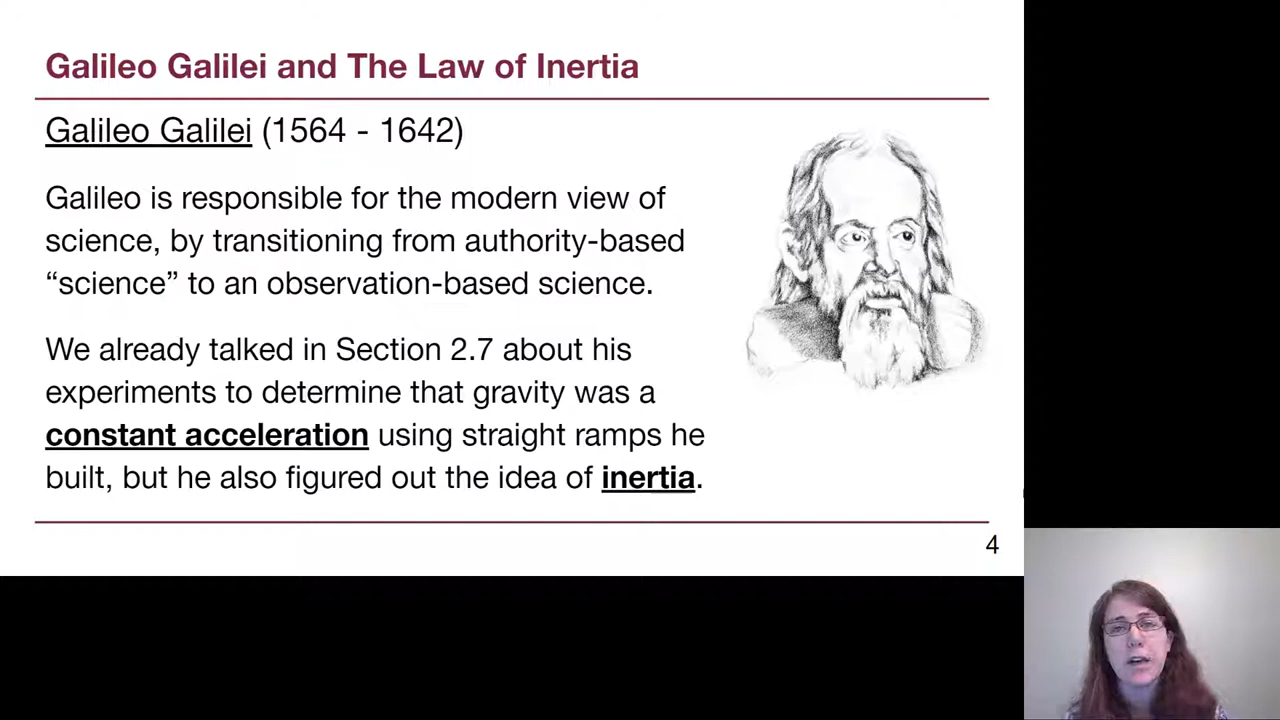 Galileo Galilei and The Law of Inertia
Galileo Galilei (1564 - 1642)
Galileo is responsible for the modern view of
science, by transitioning from authority-based
“science” to an observation-based science.
We already talked in Section 2.7 about his
experiments to determine that gravity was a
constant acceleration using straight ramps he
built, but he also figured out the idea of inertia.
4